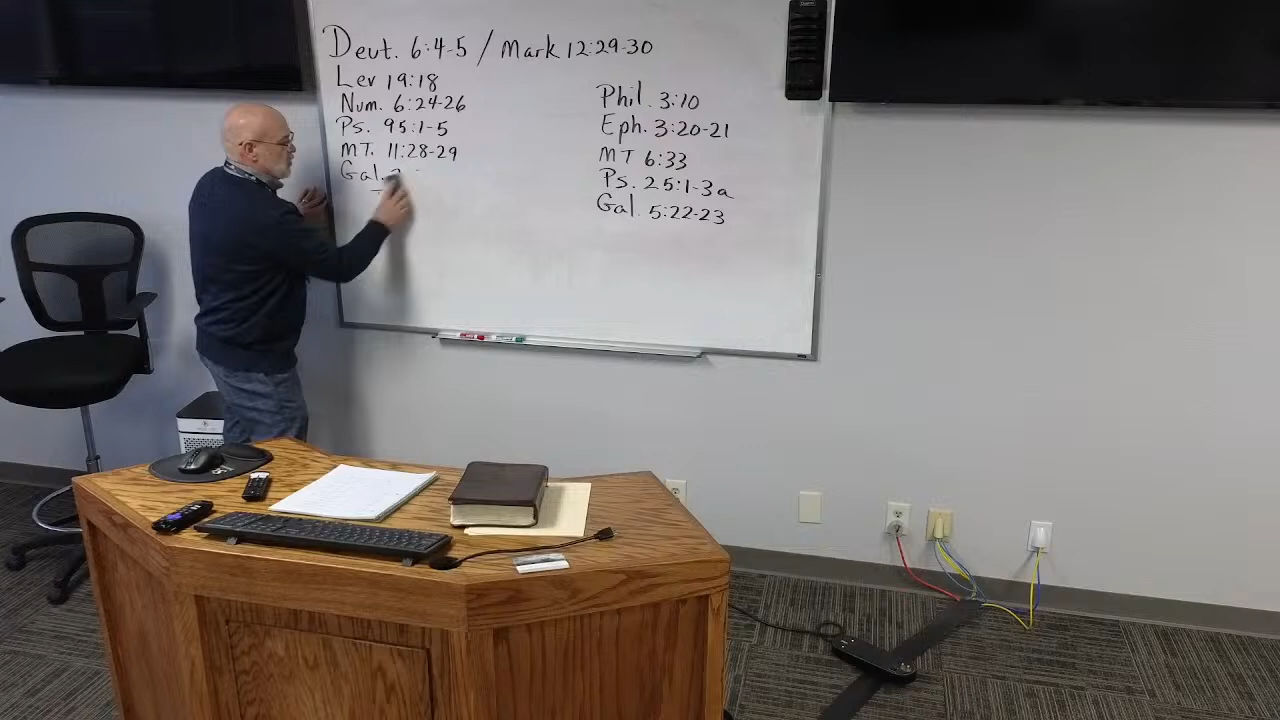 Deut. 6:4-5 / Mark 12:29-30
Lev 19:18
Num. 6:24-26
Ps. 95:1-5
MT. 11:28-29
Gal.
Phil. 3:10
Eph. 3:20-21
MT 6:33
Ps. 25:1-3a
Gal. 5:22-23